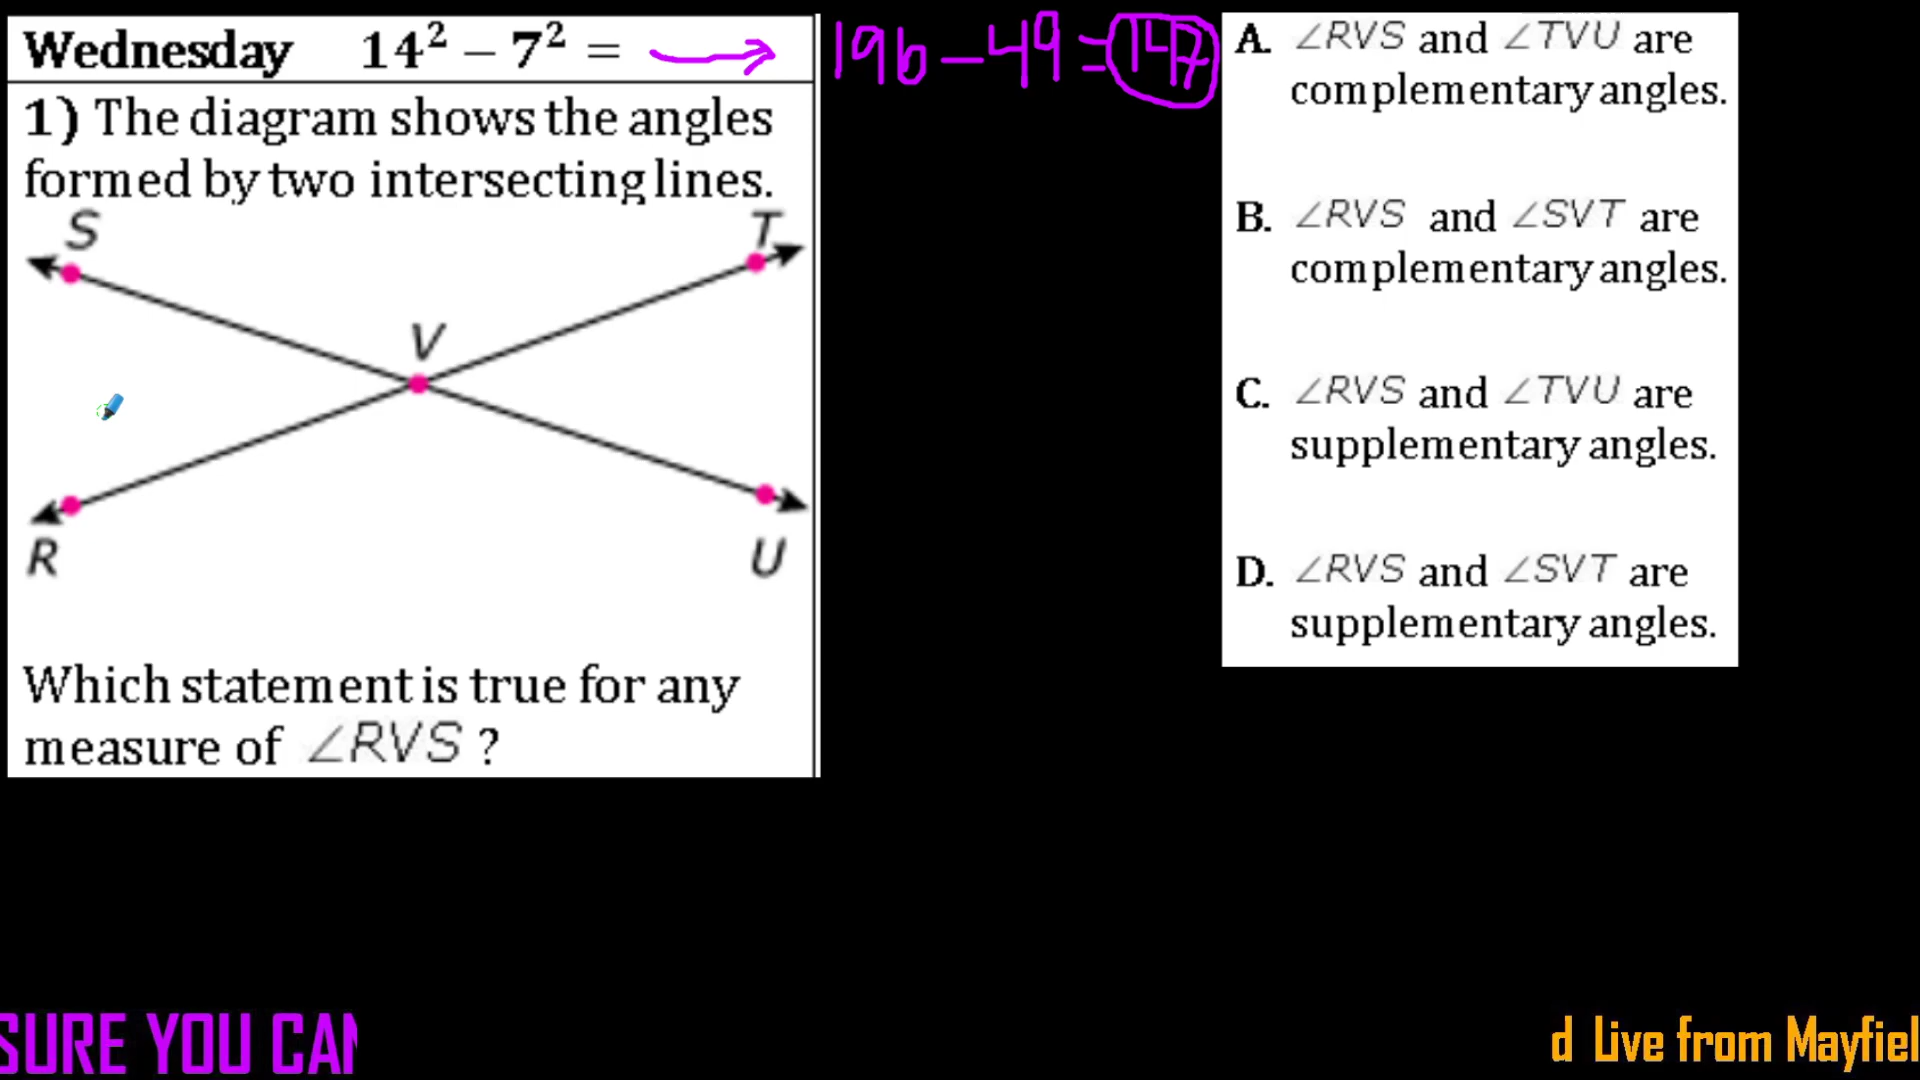 Wednesday 14² – 7² =
196 – 49 = 147
1) The diagram shows the angles
formed by two intersecting lines.
S
T
V
R
U
Which statement is true for any
measure of ∠RVS ?
A. ∠RVS and ∠TVU are
complementary angles.
B. ∠RVS and ∠SVT are
complementary angles.
C. ∠RVS and ∠TVU are
supplementary angles.
D. ∠RVS and ∠SVT are
supplementary angles.
SURE YOU CAN
d Live from Mayfiel